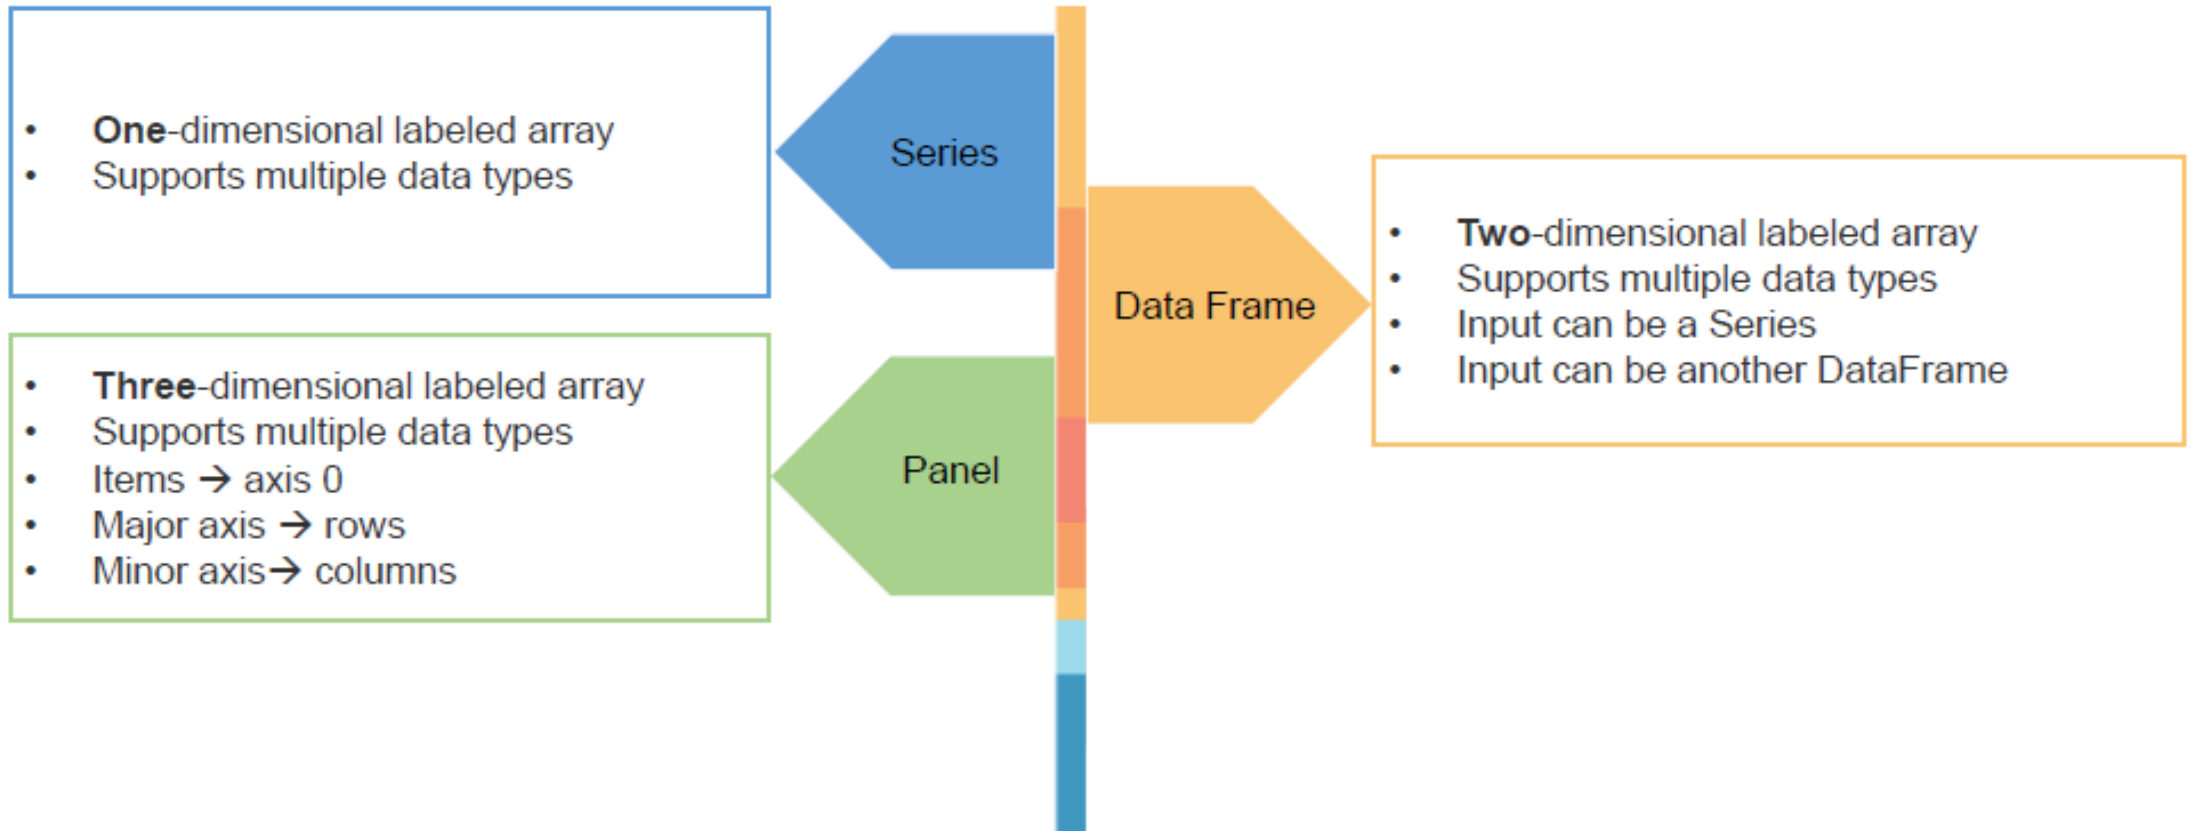 • One-dimensional labeled array
• Supports multiple data types
Series
• Two-dimensional labeled array
• Supports multiple data types
• Input can be a Series
• Input can be another DataFrame
Data Frame
• Three-dimensional labeled array
• Supports multiple data types
• Items → axis 0
• Major axis → rows
• Minor axis→ columns
Panel